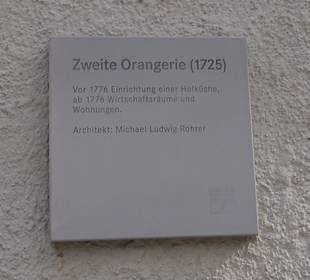 Zweite Orangerie (1725)
Vor 1776 Einrichtung einer Hofküche,
ab 1776 Wirtschaftsräume und
Wohnungen.
Architekt: Michael Ludwig Rohrer